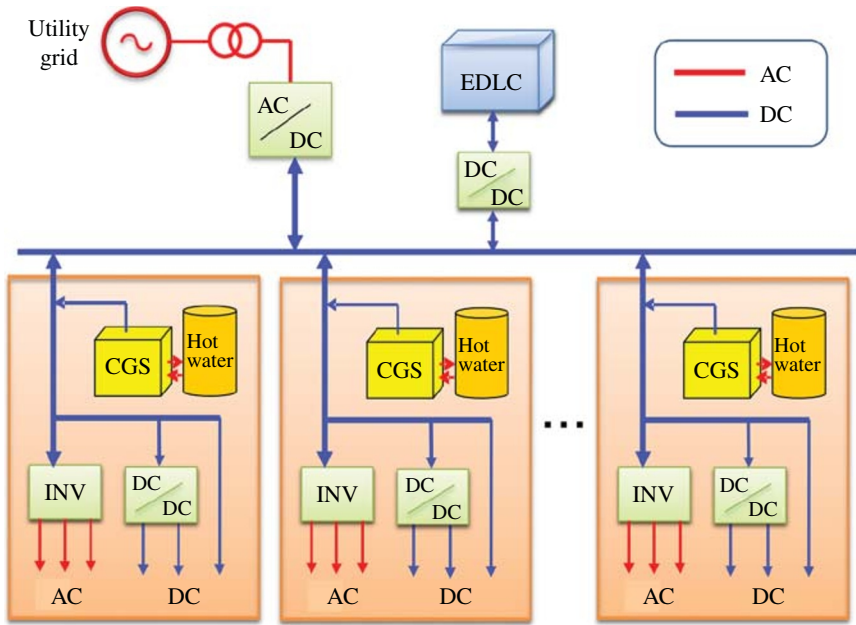 Utility
grid
AC
DC
EDLC
AC
DC
DC
DC
CGS
Hot
water
INV
DC
DC
AC
DC
CGS
Hot
water
INV
DC
DC
AC
DC
...
CGS
Hot
water
INV
DC
DC
AC
DC